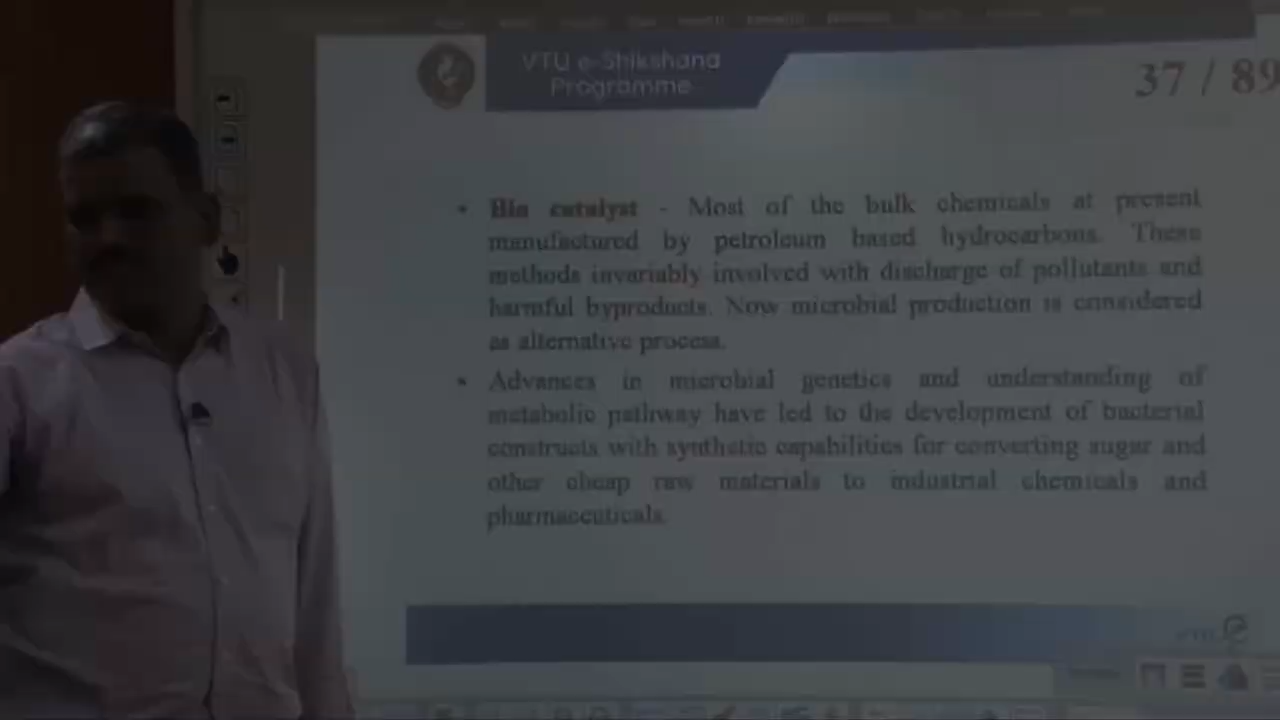 VTU e-Shikshana
Programme
37 / 89
• Bio catalyst - Most of the bulk chemicals at present
manufactured by petroleum based hydrocarbons. These
methods invariably involved with discharge of pollutants and
harmful byproducts. Now microbial production is considered
as alternative process.
• Advances in microbial genetics and understanding of
metabolic pathway have led to the development of bacterial
constructs with synthetic capabilities for converting sugar and
other cheap raw materials to industrial chemicals and
pharmaceuticals.